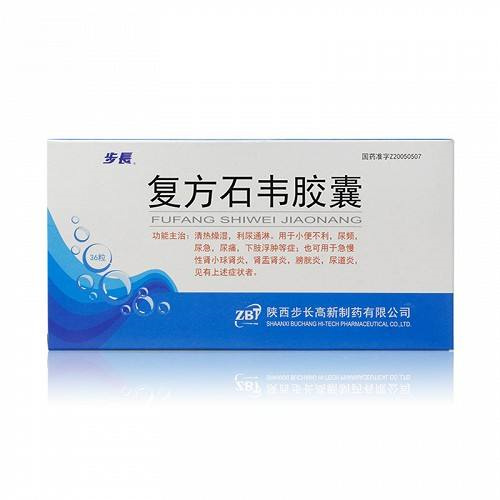 步長
国药准字Z20050507
复方石韦胶囊
FUFANG SHIWEI JIAONANG
功能主治：清热燥湿，利尿通淋。用于小便不利，尿频，
尿急，尿痛，下肢浮肿等症；也可用于急慢
性肾小球肾炎，肾盂肾炎，膀胱炎，尿道炎，
见有上述症状者。
36粒
ZBT
陕西步长高新制药有限公司
SHAANXI BUCHANG HI-TECH PHARMACEUTICAL CO.,LTD.